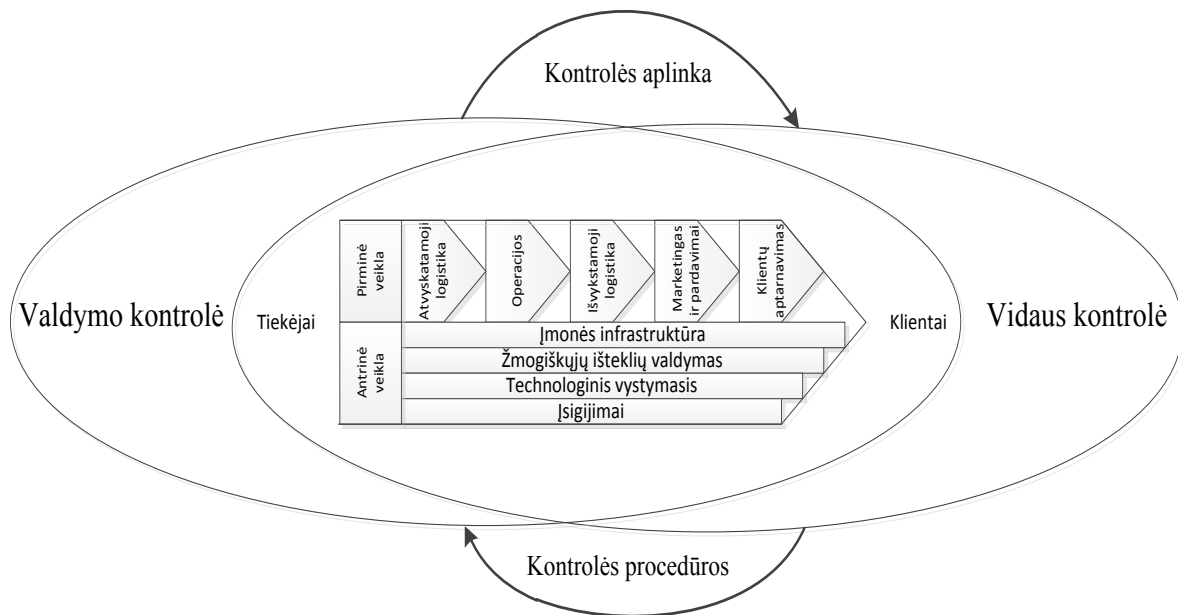 Kontrolės aplinka
Valdymo kontrolė
Tiekėjai
Pirminė
veikla
Atvyskatamoji
logistika
Operacijos
Išvykstamoji
logistika
Marketingas
ir pardavimai
Klientų
aptarnavimas
Antrinė
veikla
Įmonės infrastruktūra
Žmogiškųjų išteklių valdymas
Technologinis vystymasis
Įsigijimai
Klientai
Vidaus kontrolė
Kontrolės procedūros